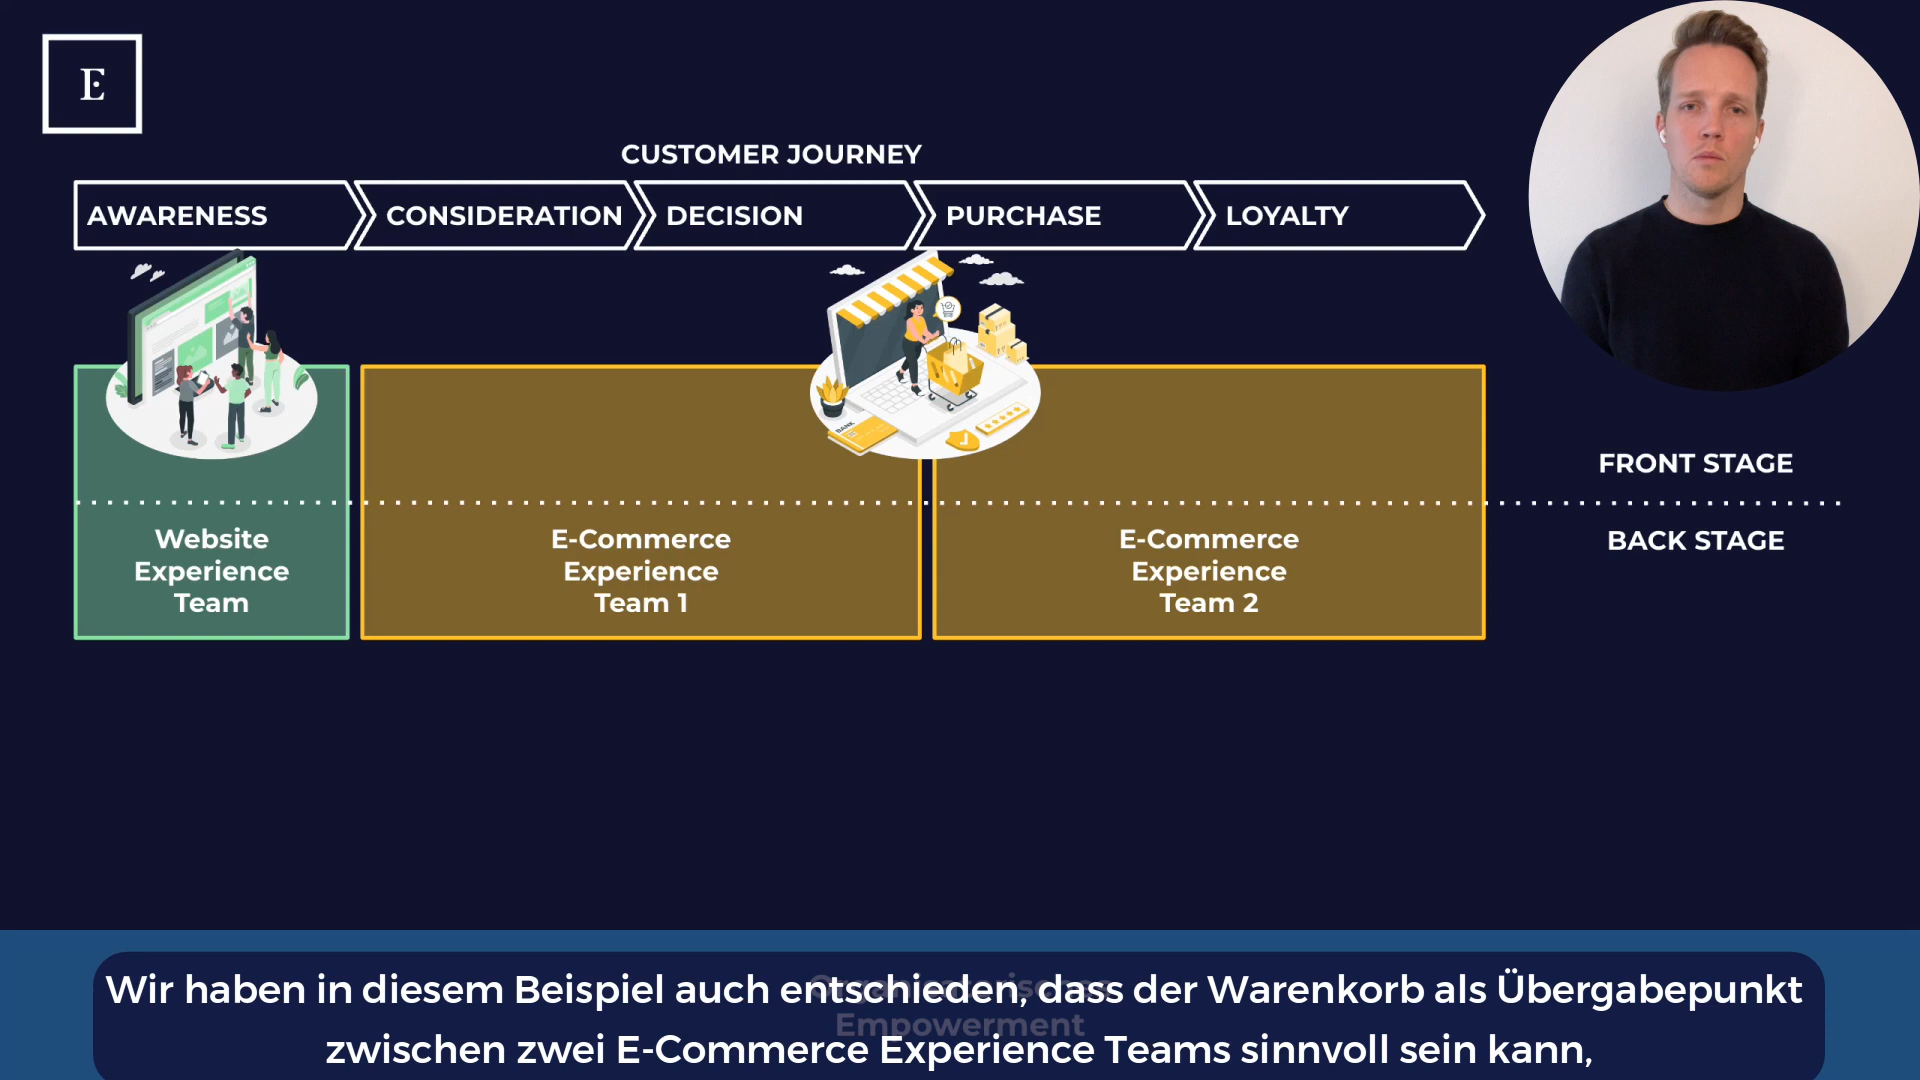 E
CUSTOMER JOURNEY
AWARENESS
CONSIDERATION
DECISION
PURCHASE
LOYALTY
BANK
FRONT STAGE
Website
Experience
Team
E-Commerce
Experience
Team 1
E-Commerce
Experience
Team 2
BACK STAGE
Wir haben in diesem Beispiel auch entschieden, dass der Warenkorb als Übergabepunkt
Empowerment
zwischen zwei E-Commerce Experience Teams sinnvoll sein kann,